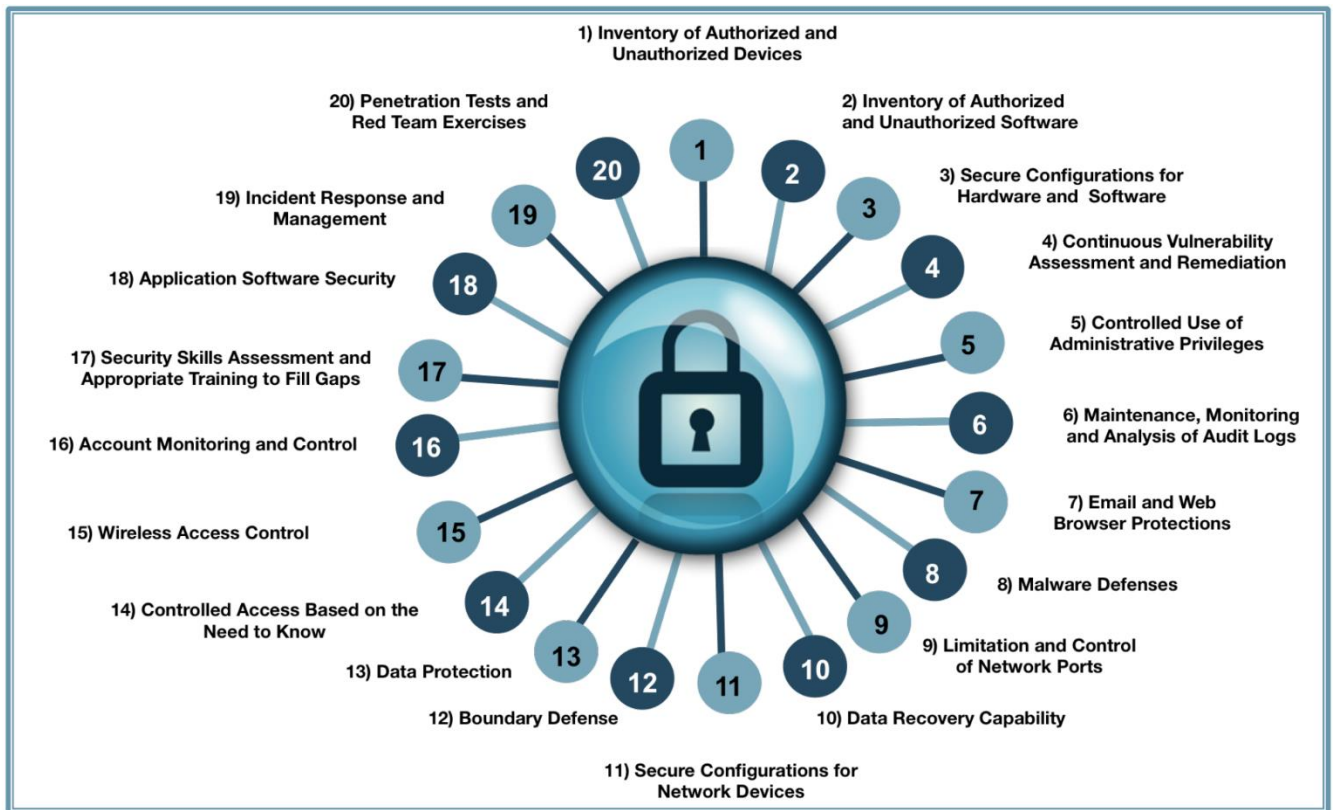 1) Inventory of Authorized and
Unauthorized Devices
2) Inventory of Authorized
and Unauthorized Software
3) Secure Configurations for
Hardware and Software
4) Continuous Vulnerability
Assessment and Remediation
5) Controlled Use of
Administrative Privileges
6) Maintenance, Monitoring
and Analysis of Audit Logs
7) Email and Web
Browser Protections
8) Malware Defenses
9) Limitation and Control
of Network Ports
10) Data Recovery Capability
11) Secure Configurations for
Network Devices
12) Boundary Defense
13) Data Protection
14) Controlled Access Based on the
Need to Know
15) Wireless Access Control
16) Account Monitoring and Control
17) Security Skills Assessment and
Appropriate Training to Fill Gaps
18) Application Software Security
19) Incident Response and
Management
20) Penetration Tests and
Red Team Exercises
1
2
3
4
5
6
7
8
9
10
11
12
13
14
15
16
17
18
19
20